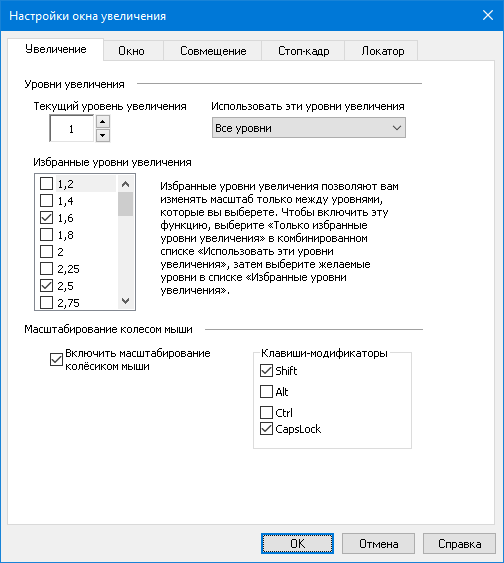 Настройки окна увеличения
Увеличение Окно Совмещение Стоп-кадр Локатор
Уровни увеличения
Текущий уровень увеличения Использовать эти уровни увеличения
1 Все уровни
Избранные уровни увеличения
1,2
1,4
1,6
1,8
2
2,25
2,5
2,75
Избранные уровни увеличения позволяют вам
изменять масштаб только между уровнями,
которые вы выберете. Чтобы включить эту
функцию, выберите «Только избранные
уровни увеличения» в комбинированном
списке «Использовать эти уровни
увеличения», затем выберите желаемые
уровни в списке «Избранные уровни
увеличения».
Масштабирование колесом мыши
Включить масштабирование
колёсиком мыши
Клавиши-модификаторы
Shift
Alt
Ctrl
CapsLock
OK Отмена Справка